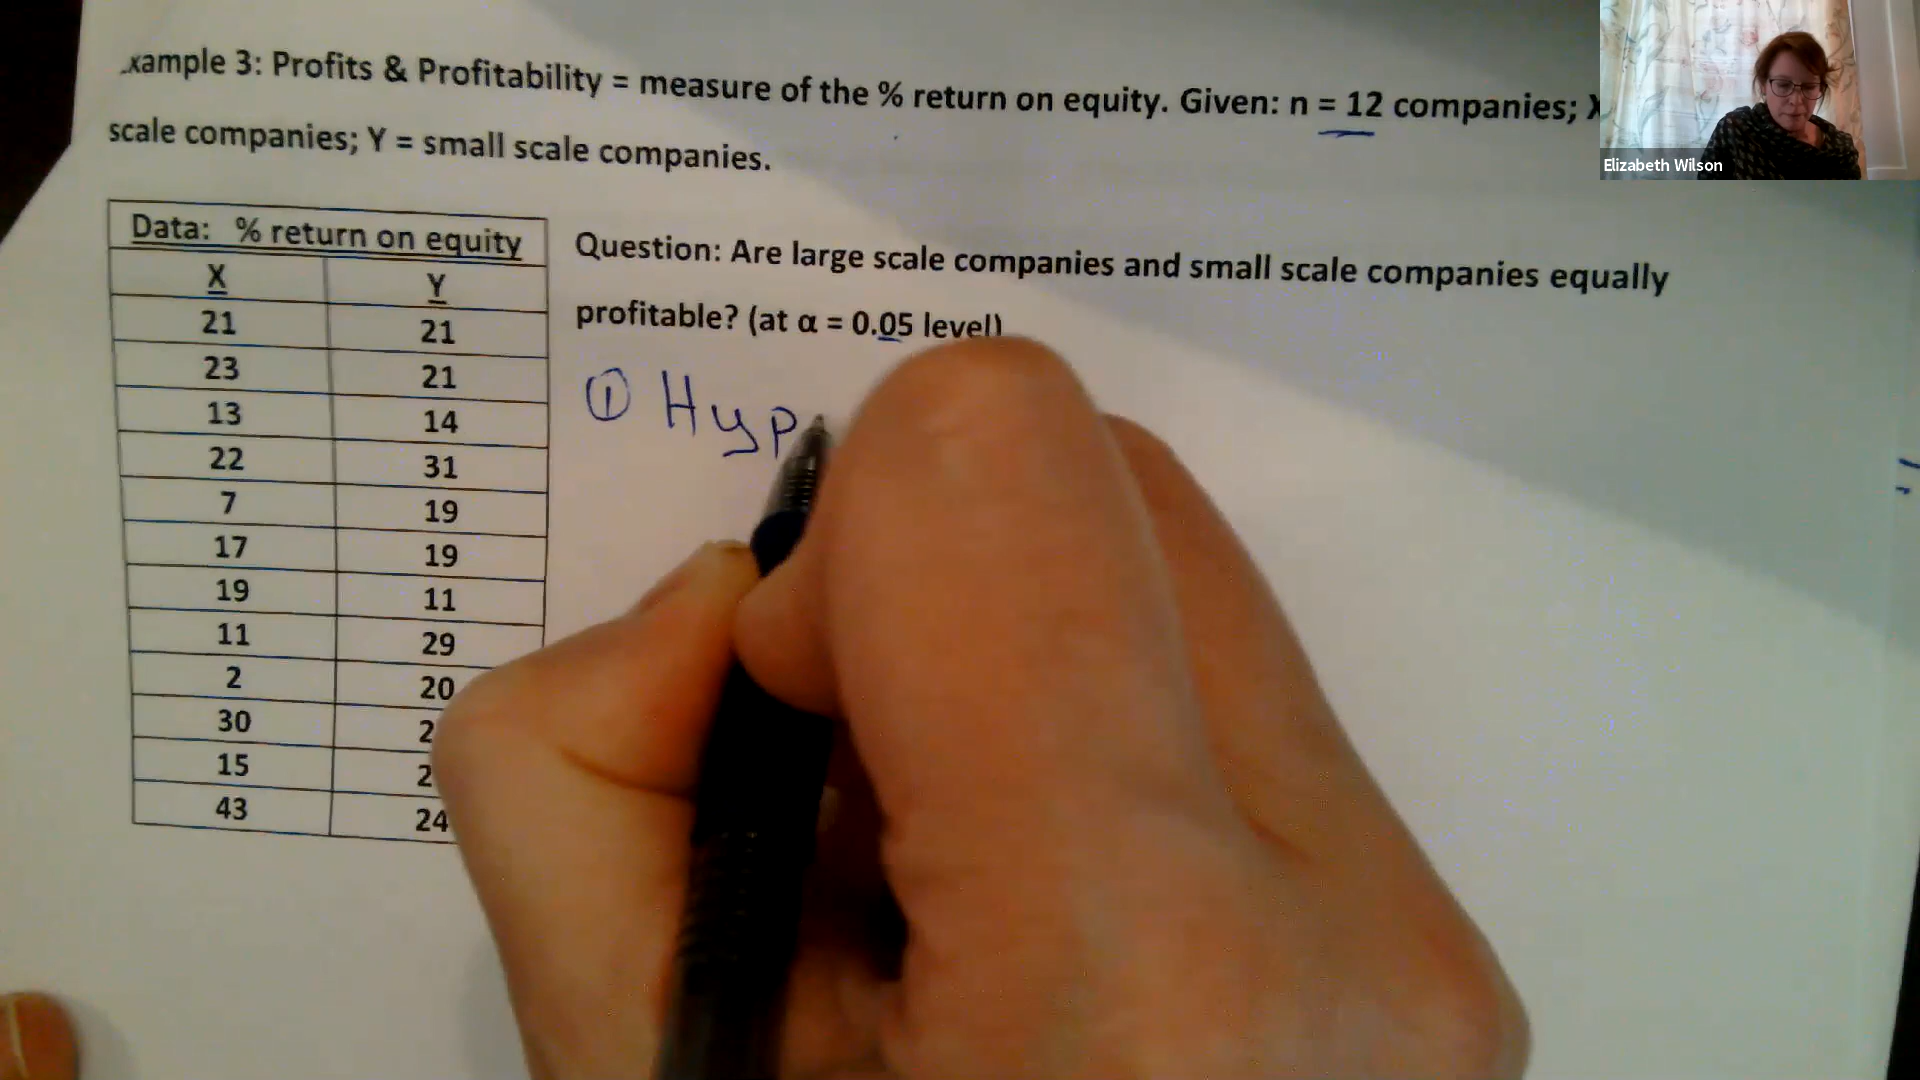 xample 3: Profits & Profitability = measure of the % return on equity. Given: n = 12 companies; X
scale companies; Y = small scale companies.
Elizabeth Wilson
Data: % return on equity
X Y
21 21
23 21
13 14
22 31
7 19
17 19
19 11
11 29
2 20
30 2
15 2
43 24
Question: Are large scale companies and small scale companies equally
profitable? (at α = 0.05 level)
① Hyp